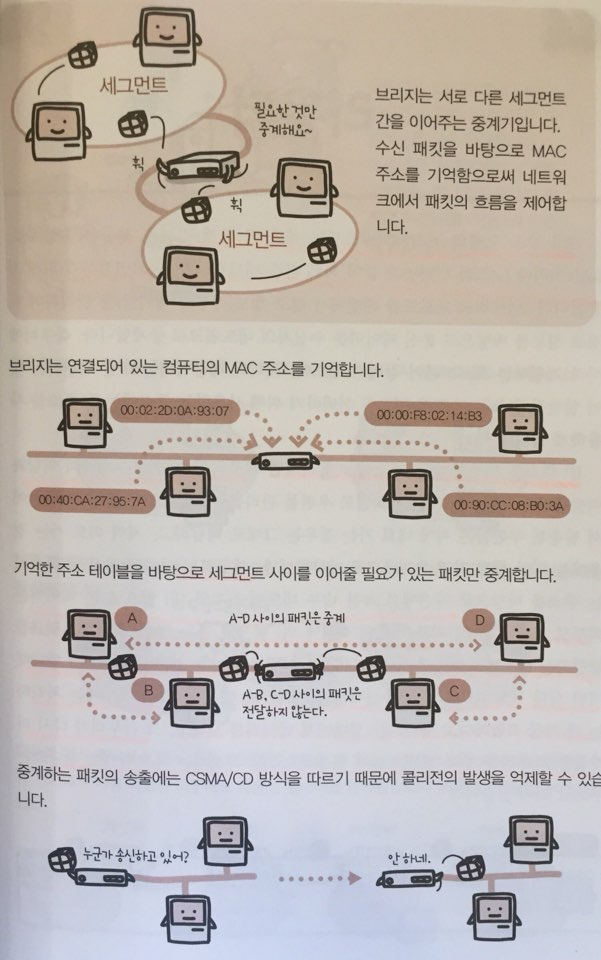 세그먼트
필요한 것만
중계해요~
휙
휙
세그먼트
브리지는 서로 다른 세그먼트
간을 이어주는 중계기입니다.
수신 패킷을 바탕으로 MAC
주소를 기억함으로써 네트워
크에서 패킷의 흐름을 제어합
니다.
브리지는 연결되어 있는 컴퓨터의 MAC 주소를 기억합니다.
00:02:2D:0A:93:07
00:00:F8:02:14:B3
00:40:CA:27:95:7A
00:90:CC:08:B0:3A
기억한 주소 테이블을 바탕으로 세그먼트 사이를 이어줄 필요가 있는 패킷만 중계합니다.
A
A-D 사이의 패킷은 중계
D
B
A-B, C-D 사이의 패킷은
전달하지 않는다.
C
중계하는 패킷의 송출에는 CSMA/CD 방식을 따르기 때문에 콜리전의 발생을 억제할 수 있습
니다.
누군가 송신하고 있어?
안 하네.